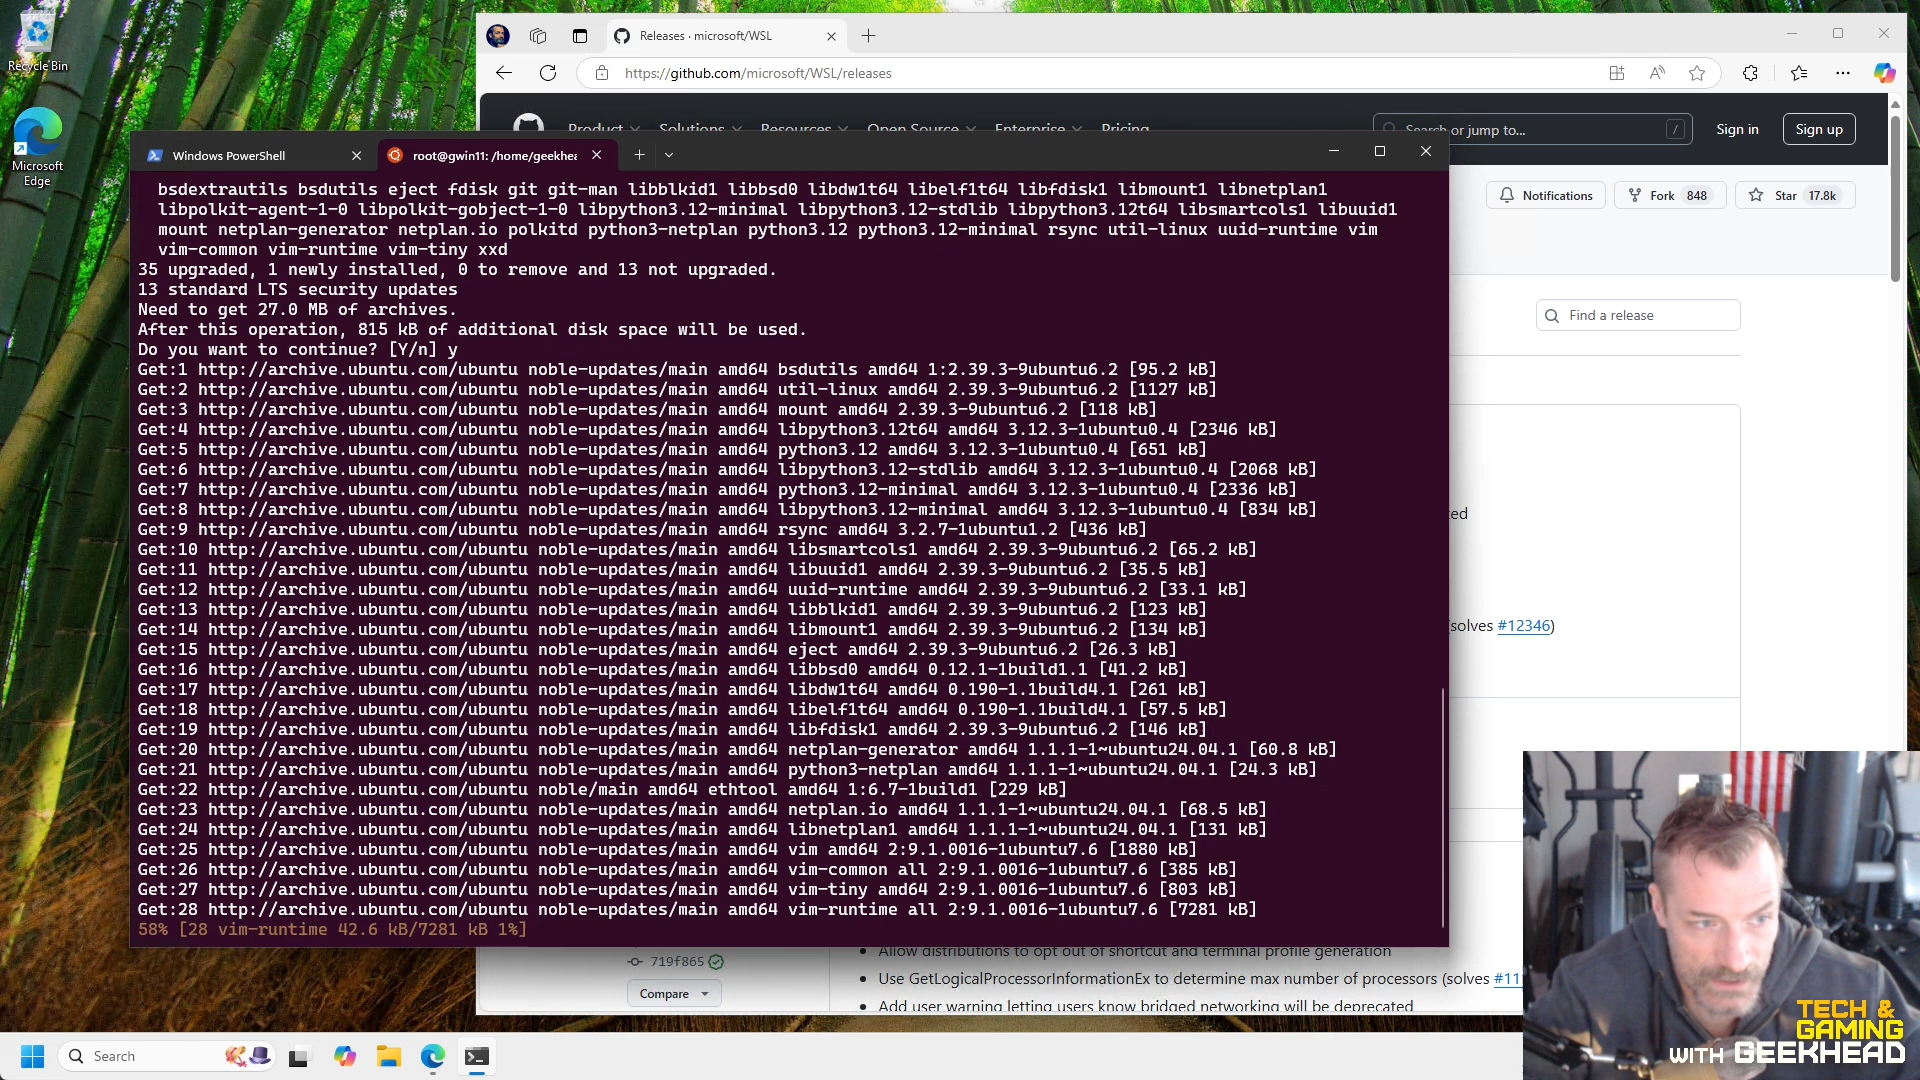 Recycle Bin
Microsoft
Edge
Releases · microsoft/WSL
https://github.com/microsoft/WSL/releases
Product
Solutions
Resources
Open Source
Enterprise
Pricing
Search or jump to...
/
Sign in
Sign up
Notifications
Fork 848
Star 17.8k
Find a release
(solves #12346)
Windows PowerShell
root@gwin11: /home/geekhea
bsdextrautils bsdutils eject fdisk git git-man libblkid1 libbsd0 libdw1t64 libelf1t64 libfdisk1 libmount1 libnetplan1
libpolkit-agent-1-0 libpolkit-gobject-1-0 libpython3.12-minimal libpython3.12-stdlib libpython3.12t64 libsmartcols1 libuuid1
mount netplan-generator netplan.io polkitd python3-netplan python3.12 python3.12-minimal rsync util-linux uuid-runtime vim
vim-common vim-runtime vim-tiny xxd
35 upgraded, 1 newly installed, 0 to remove and 13 not upgraded.
13 standard LTS security updates
Need to get 27.0 MB of archives.
After this operation, 815 kB of additional disk space will be used.
Do you want to continue? [Y/n] y
Get:1 http://archive.ubuntu.com/ubuntu noble-updates/main amd64 bsdutils amd64 1:2.39.3-9ubuntu6.2 [95.2 kB]
Get:2 http://archive.ubuntu.com/ubuntu noble-updates/main amd64 util-linux amd64 2.39.3-9ubuntu6.2 [1127 kB]
Get:3 http://archive.ubuntu.com/ubuntu noble-updates/main amd64 mount amd64 2.39.3-9ubuntu6.2 [118 kB]
Get:4 http://archive.ubuntu.com/ubuntu noble-updates/main amd64 libpython3.12t64 amd64 3.12.3-1ubuntu0.4 [2346 kB]
Get:5 http://archive.ubuntu.com/ubuntu noble-updates/main amd64 python3.12 amd64 3.12.3-1ubuntu0.4 [651 kB]
Get:6 http://archive.ubuntu.com/ubuntu noble-updates/main amd64 libpython3.12-stdlib amd64 3.12.3-1ubuntu0.4 [2068 kB]
Get:7 http://archive.ubuntu.com/ubuntu noble-updates/main amd64 python3.12-minimal amd64 3.12.3-1ubuntu0.4 [2336 kB]
Get:8 http://archive.ubuntu.com/ubuntu noble-updates/main amd64 libpython3.12-minimal amd64 3.12.3-1ubuntu0.4 [834 kB]
Get:9 http://archive.ubuntu.com/ubuntu noble-updates/main amd64 rsync amd64 3.2.7-1ubuntu1.2 [436 kB]
Get:10 http://archive.ubuntu.com/ubuntu noble-updates/main amd64 libsmartcols1 amd64 2.39.3-9ubuntu6.2 [65.2 kB]
Get:11 http://archive.ubuntu.com/ubuntu noble-updates/main amd64 libuuid1 amd64 2.39.3-9ubuntu6.2 [35.5 kB]
Get:12 http://archive.ubuntu.com/ubuntu noble-updates/main amd64 uuid-runtime amd64 2.39.3-9ubuntu6.2 [33.1 kB]
Get:13 http://archive.ubuntu.com/ubuntu noble-updates/main amd64 libblkid1 amd64 2.39.3-9ubuntu6.2 [123 kB]
Get:14 http://archive.ubuntu.com/ubuntu noble-updates/main amd64 libmount1 amd64 2.39.3-9ubuntu6.2 [134 kB]
Get:15 http://archive.ubuntu.com/ubuntu noble-updates/main amd64 eject amd64 2.39.3-9ubuntu6.2 [26.3 kB]
Get:16 http://archive.ubuntu.com/ubuntu noble-updates/main amd64 libbsd0 amd64 0.12.1-1build1.1 [41.2 kB]
Get:17 http://archive.ubuntu.com/ubuntu noble-updates/main amd64 libdw1t64 amd64 0.190-1.1build4.1 [261 kB]
Get:18 http://archive.ubuntu.com/ubuntu noble-updates/main amd64 libelf1t64 amd64 0.190-1.1build4.1 [57.5 kB]
Get:19 http://archive.ubuntu.com/ubuntu noble-updates/main amd64 libfdisk1 amd64 2.39.3-9ubuntu6.2 [146 kB]
Get:20 http://archive.ubuntu.com/ubuntu noble-updates/main amd64 netplan-generator amd64 1.1.1-1~ubuntu24.04.1 [60.8 kB]
Get:21 http://archive.ubuntu.com/ubuntu noble-updates/main amd64 python3-netplan amd64 1.1.1-1~ubuntu24.04.1 [24.3 kB]
Get:22 http://archive.ubuntu.com/ubuntu noble/main amd64 ethtool amd64 1:6.7-1build1 [229 kB]
Get:23 http://archive.ubuntu.com/ubuntu noble-updates/main amd64 netplan.io amd64 1.1.1-1~ubuntu24.04.1 [68.5 kB]
Get:24 http://archive.ubuntu.com/ubuntu noble-updates/main amd64 libnetplan1 amd64 1.1.1-1~ubuntu24.04.1 [131 kB]
Get:25 http://archive.ubuntu.com/ubuntu noble-updates/main amd64 vim amd64 2:9.1.0016-1ubuntu7.6 [1880 kB]
Get:26 http://archive.ubuntu.com/ubuntu noble-updates/main amd64 vim-common all 2:9.1.0016-1ubuntu7.6 [385 kB]
Get:27 http://archive.ubuntu.com/ubuntu noble-updates/main amd64 vim-tiny amd64 2:9.1.0016-1ubuntu7.6 [803 kB]
Get:28 http://archive.ubuntu.com/ubuntu noble-updates/main amd64 vim-runtime all 2:9.1.0016-1ubuntu7.6 [7281 kB]
58% [28 vim-runtime 42.6 kB/7281 kB 1%]
719f865
Compare
Allow distributions to opt out of shortcut and terminal profile generation
Use GetLogicalProcessorInformationEx to determine max number of processors (solves #11
Add user warning letting users know bridged networking will be deprecated
Search
TECH &
GAMING
WITH GEEKHEAD